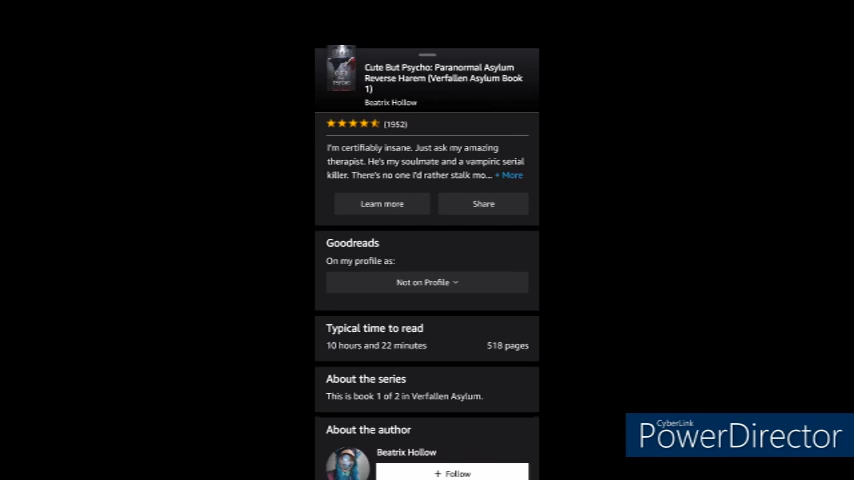 Cute But Psycho: Paranormal Asylum
Reverse Harem (Verfallen Asylum Book
1)
Beatrix Hollow
(1952)
I'm certifiably insane. Just ask my amazing
therapist. He's my soulmate and a vampiric serial
killer. There's no one I'd rather stalk mo... + More
Learn more
Share
Goodreads
On my profile as:
Not on Profile
Typical time to read
10 hours and 22 minutes
518 pages
About the series
This is book 1 of 2 in Verfallen Asylum.
About the author
Beatrix Hollow
+ Follow
CyberLink
PowerDirector